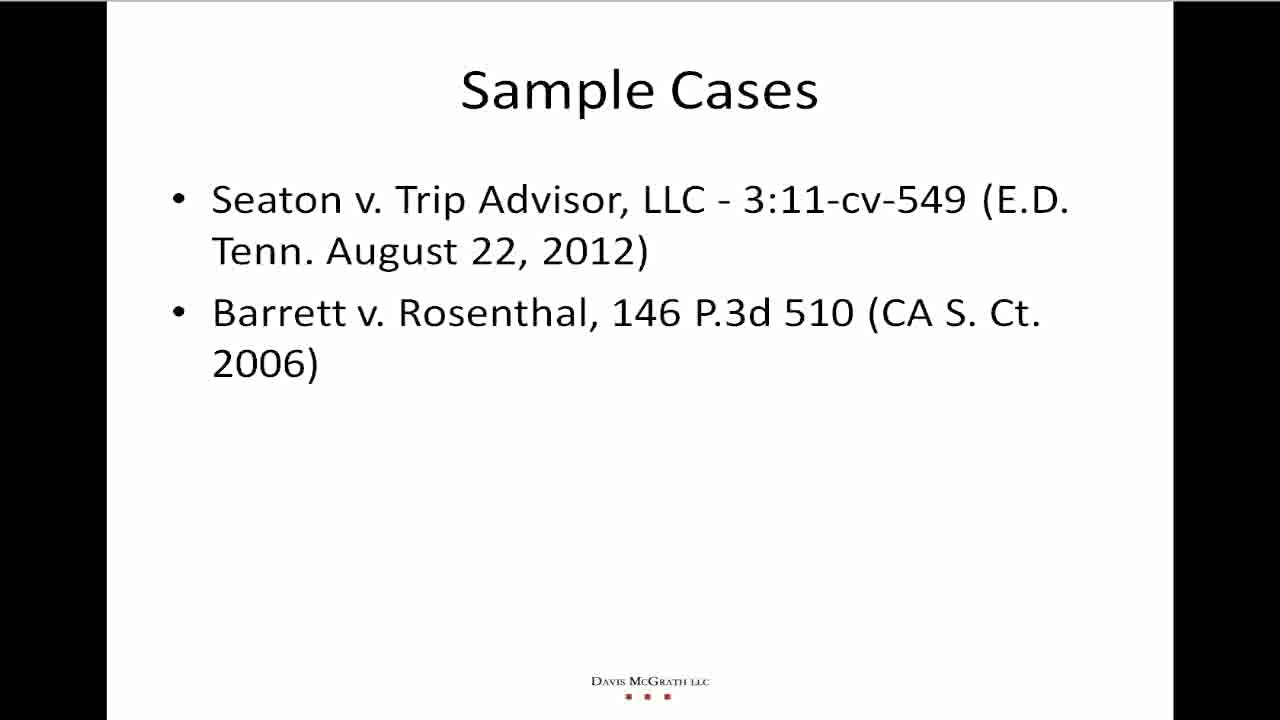 Sample Cases
• Seaton v. Trip Advisor, LLC - 3:11-cv-549 (E.D.
Tenn. August 22, 2012)
• Barrett v. Rosenthal, 146 P.3d 510 (CA S. Ct.
2006)
DAVIS MCGRATH LLC